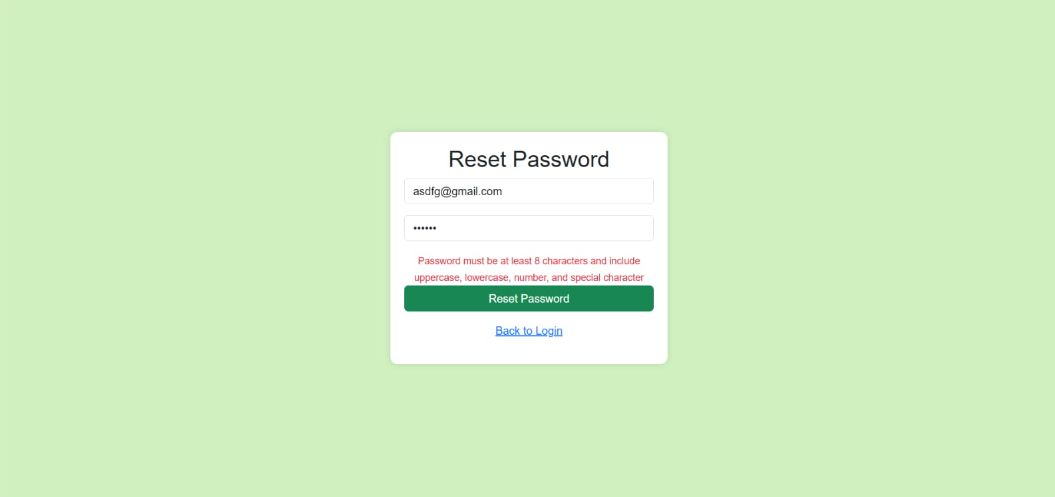 Reset Password
asdfg@gmail.com
••••••
Password must be at least 8 characters and include
uppercase, lowercase, number, and special character
Reset Password
Back to Login